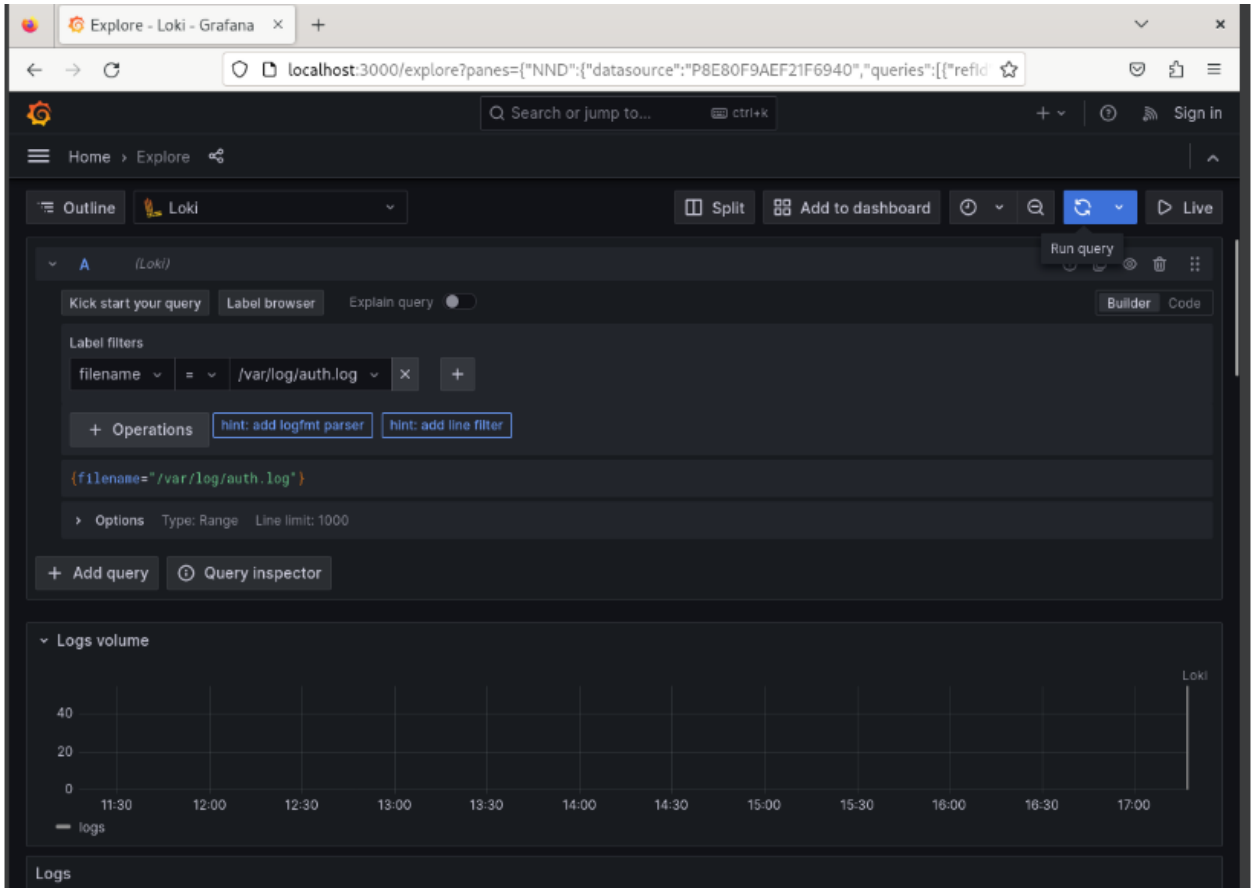 Explore - Loki - Grafana × +
localhost:3000/explore?panes={"NND":{"datasource":"P8E80F9AEF21F6940","queries":[{"refId
Search or jump to... ctrl+k
Sign in
Home › Explore
Outline Loki Split Add to dashboard Live
Run query
A (Loki)
Kick start your query Label browser Explain query Builder Code
Label filters
filename = /var/log/auth.log × +
+ Operations hint: add logfmt parser hint: add line filter
{filename="/var/log/auth.log"}
› Options Type: Range Line limit: 1000
+ Add query Query inspector
Logs volume
Loki
40
20
0
11:30 12:00 12:30 13:00 13:30 14:00 14:30 15:00 15:30 16:00 16:30 17:00
logs
Logs